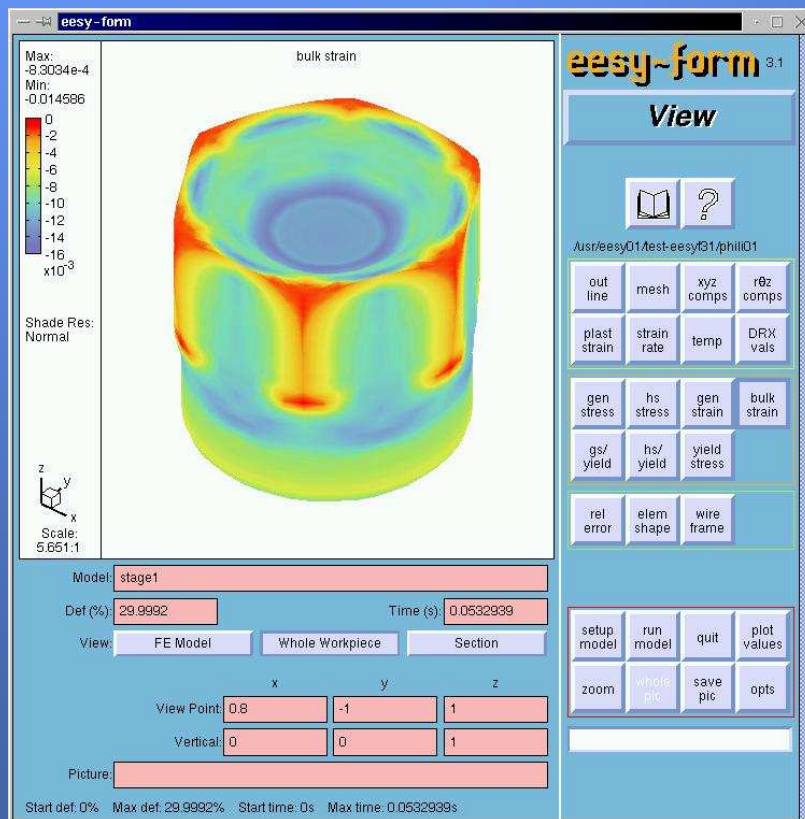 eesy-form
Max:
-8.3034e-4
Min:
-0.014586
0
-2
-4
-6
-8
-10
-12
-14
-16
x10⁻³
Shade Res:
Normal
z
y
x
Scale:
5.651:1
bulk strain
eesy~form 3.1
View
?
/usr/eesy01/test-eesyf31/phili01
out line
mesh
xyz comps
rθz comps
plast strain
strain rate
temp
DRX vals
gen stress
hs stress
gen strain
bulk strain
gs/ yield
hs/ yield
yield stress
rel error
elem shape
wire frame
setup model
run model
quit
plot values
zoom
whole pic
save pic
opts
Model: stage1
Def (%): 29.9992 Time (s): 0.0532939
View: FE Model Whole Workpiece Section
x y z
View Point: 0.8 -1 1
Vertical: 0 0 1
Picture:
Start def: 0% Max def: 29.9992% Start time: 0s Max time: 0.0532939s